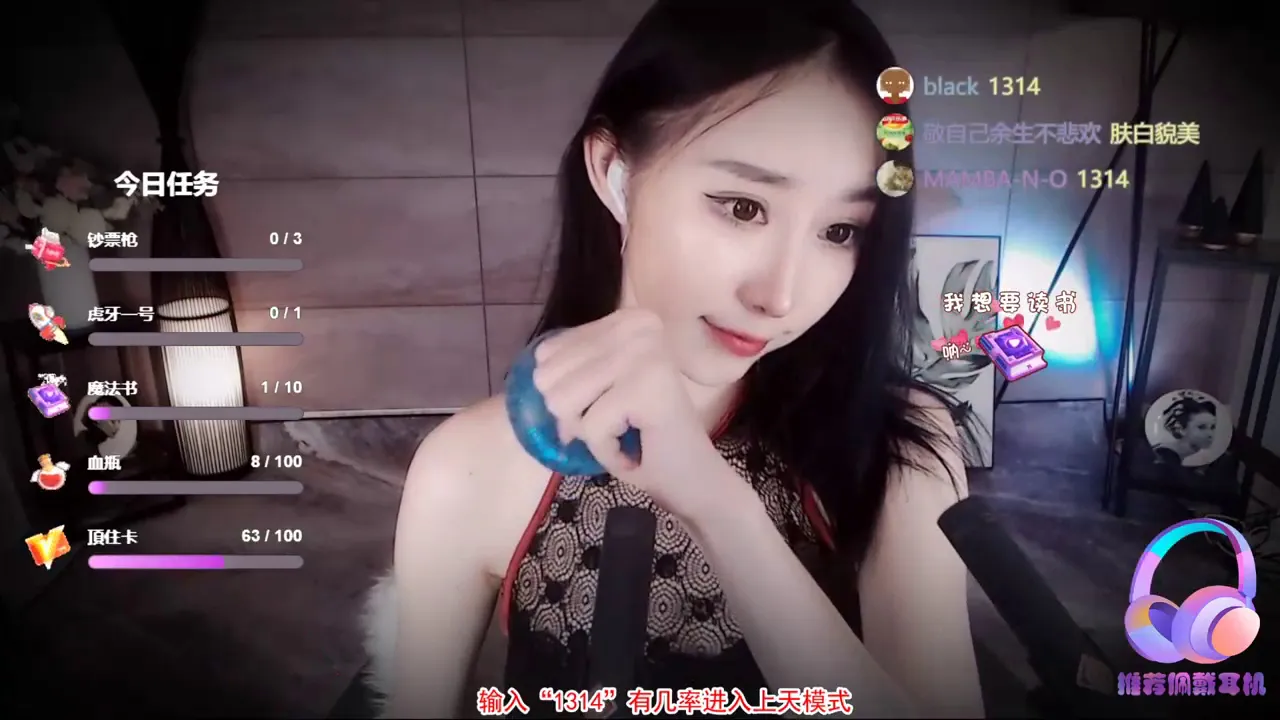 今日任务
钞票枪 0 / 3
虎牙一号 0 / 1
魔法书 1 / 10
血瓶 8 / 100
頂住卡 63 / 100
black 1314
敬自己余生不悲欢 肤白貌美
MAMBA-N-O 1314
我想要读书
呐~
推荐佩戴耳机
输入“1314”有几率进入上天模式